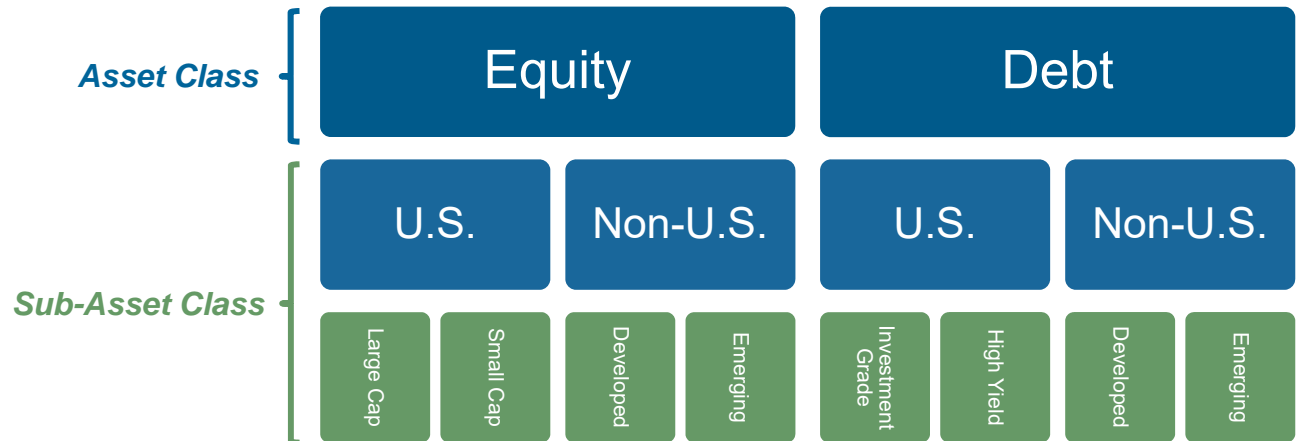 Asset Class
Equity
Debt
Sub-Asset Class
U.S.
Non-U.S.
U.S.
Non-U.S.
Large Cap
Small Cap
Developed
Emerging
Investment
Grade
High Yield
Developed
Emerging